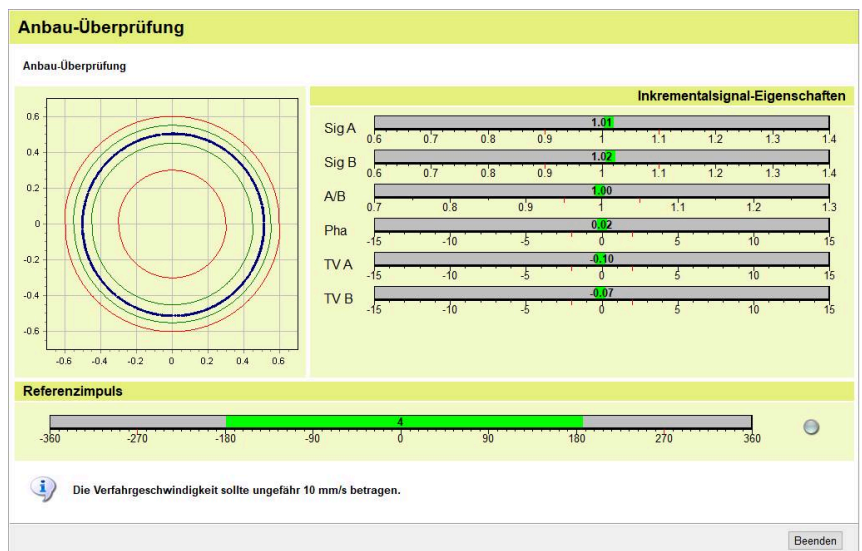 Anbau-Überprüfung
Anbau-Überprüfung
Inkrementalsignal-Eigenschaften
0.6
0.4
0.2
0
-0.2
-0.4
-0.6
-0.6 -0.4 -0.2 0 0.2 0.4 0.6
Sig A 1.01
0.6 0.7 0.8 0.9 1 1.1 1.2 1.3 1.4
Sig B 1.02
0.6 0.7 0.8 0.9 1 1.1 1.2 1.3 1.4
A/B 1.00
0.7 0.8 0.9 1 1.1 1.2 1.3
Pha 0.02
-15 -10 -5 0 5 10 15
TV A -0.10
-15 -10 -5 0 5 10 15
TV B -0.07
-15 -10 -5 0 5 10 15
Referenzimpuls
4
-360 -270 -180 -90 0 90 180 270 360
Die Verfahrgeschwindigkeit sollte ungefähr 10 mm/s betragen.
Beenden